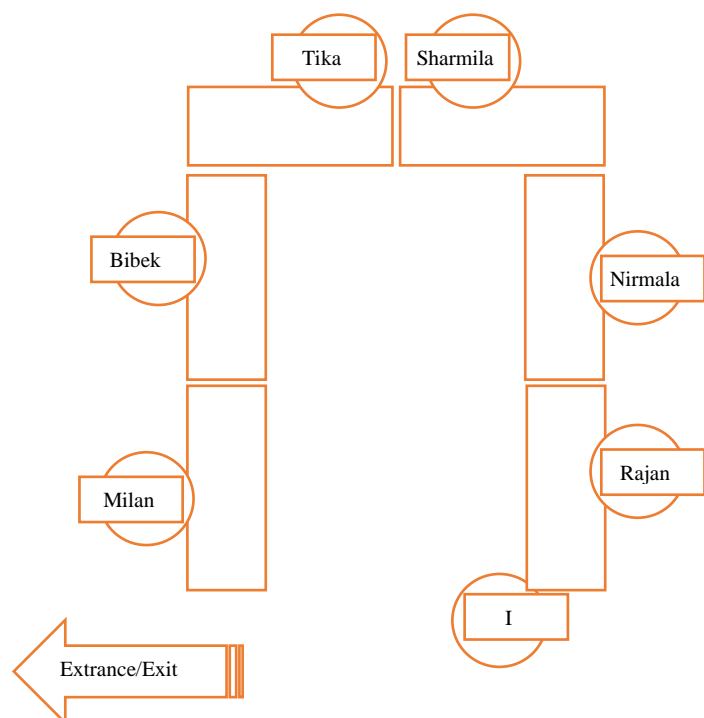 Tika
Sharmila
Bibek
Nirmala
Milan
Rajan
I
Extrance/Exit